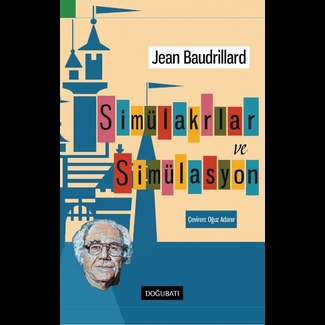 Jean Baudrillard
Simülakrlar
ve
Simülasyon
Çeviren: Oğuz Adanır
DOĞUBATI